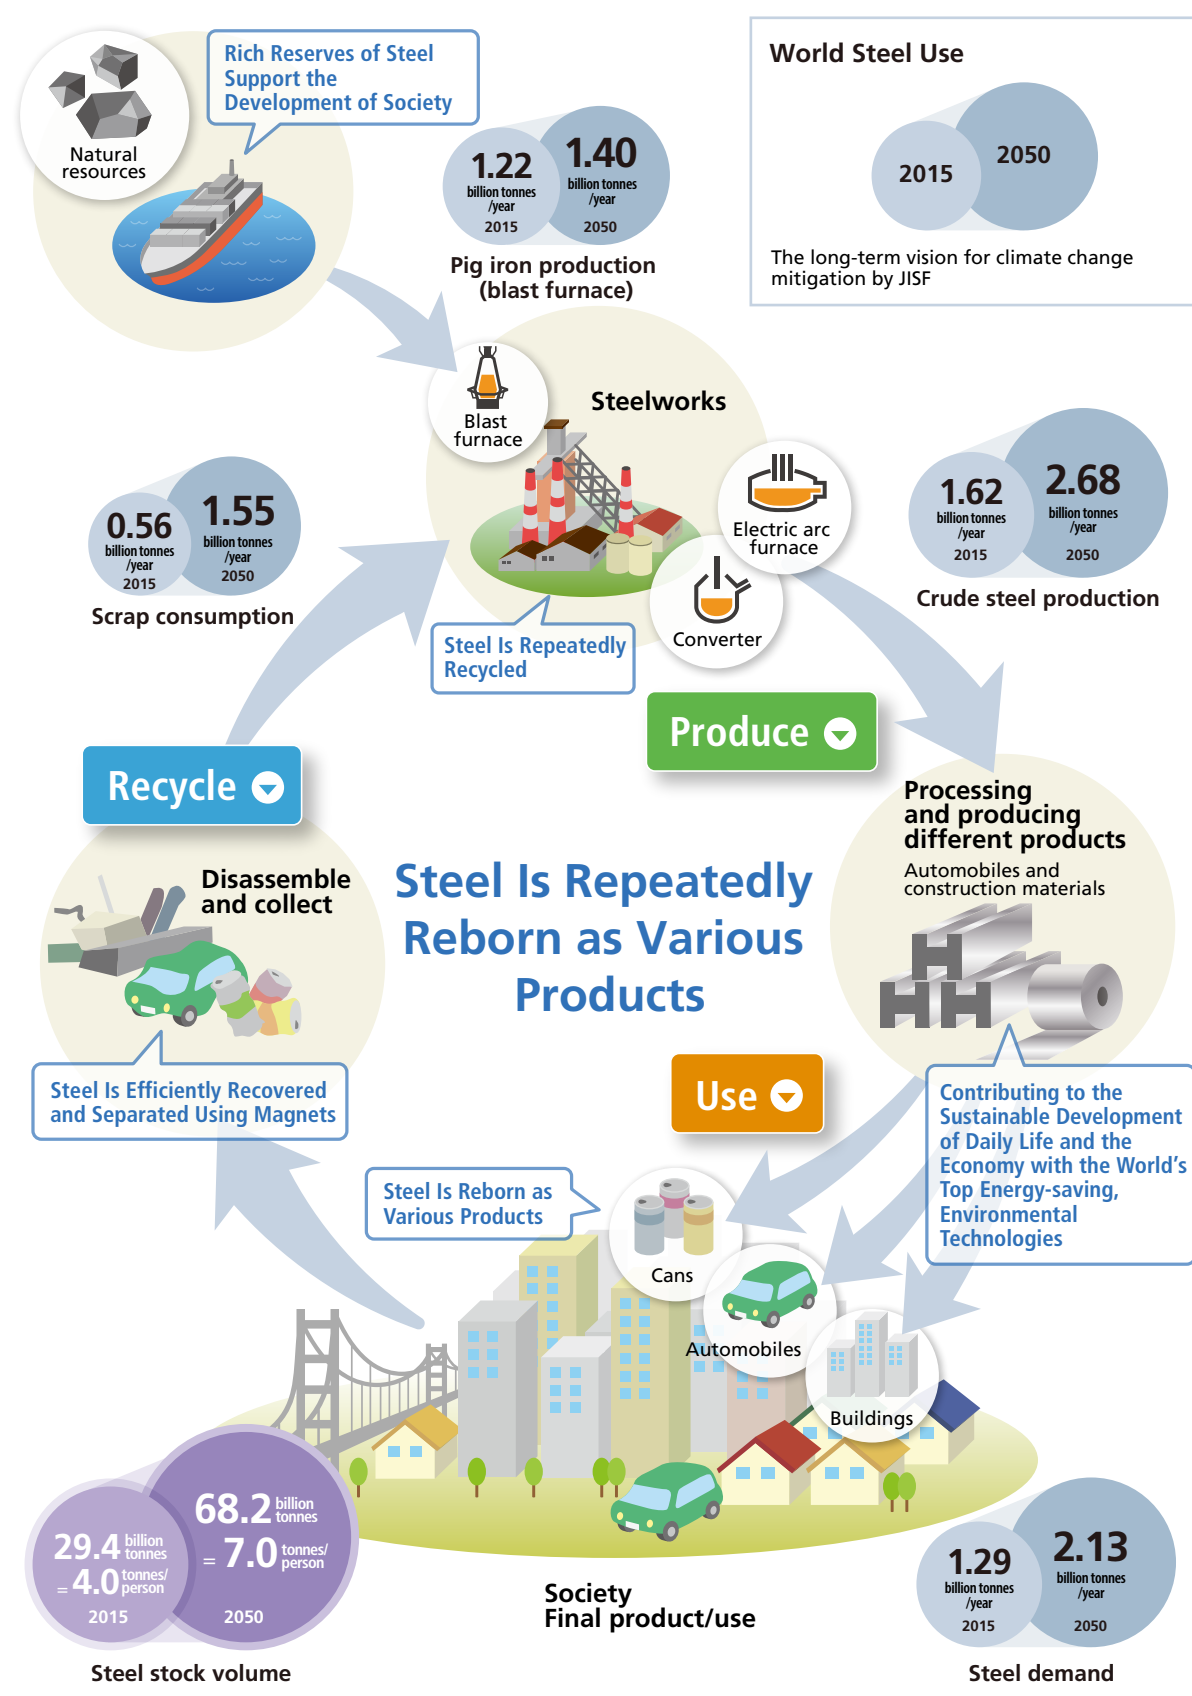 Rich Reserves of Steel
Support the
Development of Society
Natural
resources
World Steel Use
2015
2050
The long-term vision for climate change
mitigation by JISF
1.22
billion tonnes
/year
2015
1.40
billion tonnes
/year
2050
Pig iron production
(blast furnace)
Blast
furnace
Steelworks
Electric arc
furnace
Converter
0.56
billion tonnes
/year
2015
1.55
billion tonnes
/year
2050
Scrap consumption
1.62
billion tonnes
/year
2015
2.68
billion tonnes
/year
2050
Crude steel production
Steel Is Repeatedly
Recycled
Produce
Recycle
Processing
and producing
different products
Automobiles and
construction materials
Disassemble
and collect
Steel Is Repeatedly
Reborn as Various
Products
Steel Is Efficiently Recovered
and Separated Using Magnets
Use
Contributing to the
Sustainable Development
of Daily Life and the
Economy with the World's
Top Energy-saving,
Environmental
Technologies
Steel Is Reborn as
Various Products
Cans
Automobiles
Buildings
29.4 billion tonnes
= 4.0 tonnes/person
2015
68.2 billion tonnes
= 7.0 tonnes/person
2050
Steel stock volume
Society
Final product/use
1.29
billion tonnes
/year
2015
2.13
billion tonnes
/year
2050
Steel demand